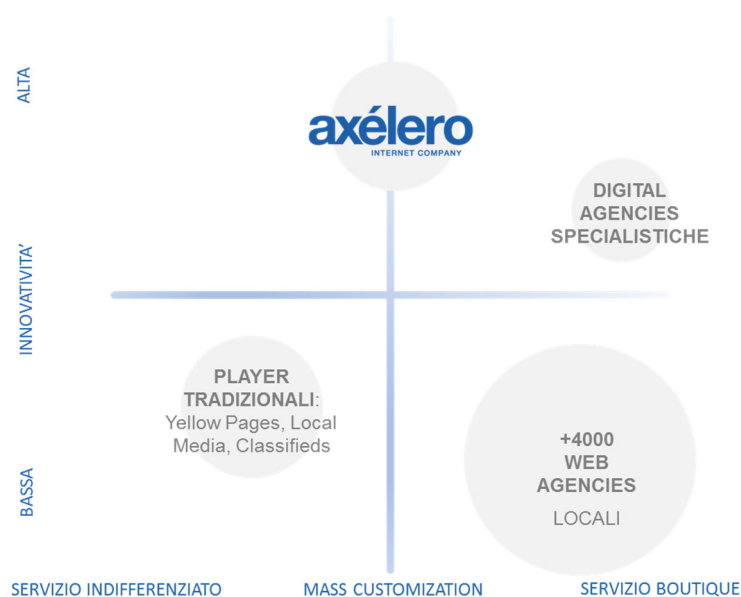 ALTA
axélero
INTERNET COMPANY
DIGITAL
AGENCIES
SPECIALISTICHE
INNOVATIVITA'
PLAYER
TRADIZIONALI:
Yellow Pages, Local
Media, Classifieds
+4000
WEB
AGENCIES
LOCALI
BASSA
SERVIZIO INDIFFERENZIATO
MASS CUSTOMIZATION
SERVIZIO BOUTIQUE